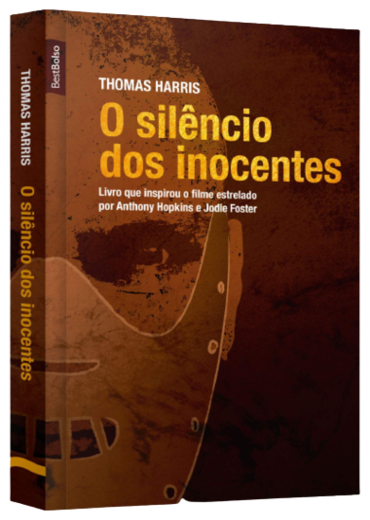 BestBolso
THOMAS HARRIS
O silêncio dos inocentes
THOMAS HARRIS
O silêncio
dos inocentes
Livro que inspirou o filme estrelado
por Anthony Hopkins e Jodie Foster